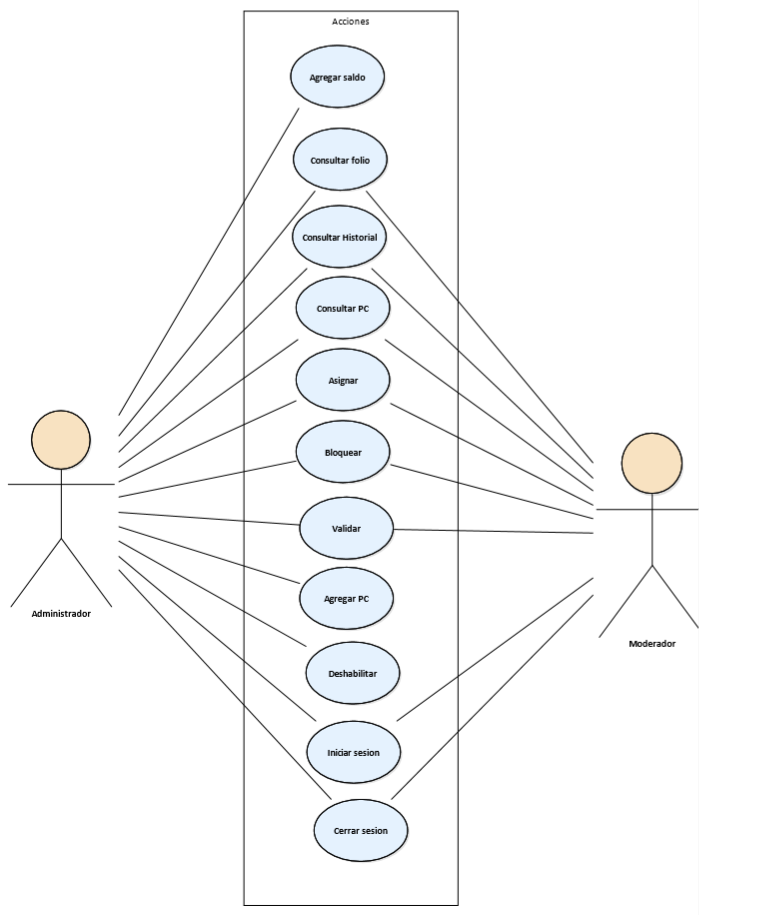 Acciones
Agregar saldo
Consultar folio
Consultar Historial
Consultar PC
Asignar
Bloquear
Validar
Agregar PC
Administrador
Moderador
Deshabilitar
Iniciar sesion
Cerrar sesion